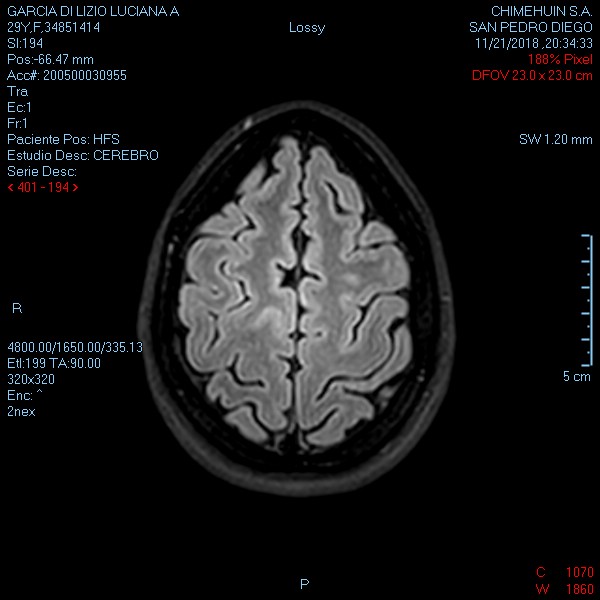 GARCIA DI LIZIO LUCIANA A
29Y,F,34851414
Sl:194
Pos:-66.47 mm
Acc#: 200500030955
Tra
Ec:1
Fr:1
Paciente Pos: HFS
Estudio Desc: CEREBRO
Serie Desc:
< 401 - 194 >
Lossy
CHIMEHUIN S.A.
SAN PEDRO DIEGO
11/21/2018 ,20:34:33
188% Pixel
DFOV 23.0 x 23.0 cm
SW 1.20 mm
R
4800.00/1650.00/335.13
Etl:199 TA:90.00
320x320
Enc: ^
2nex
5 cm
P
C 1070
W 1860